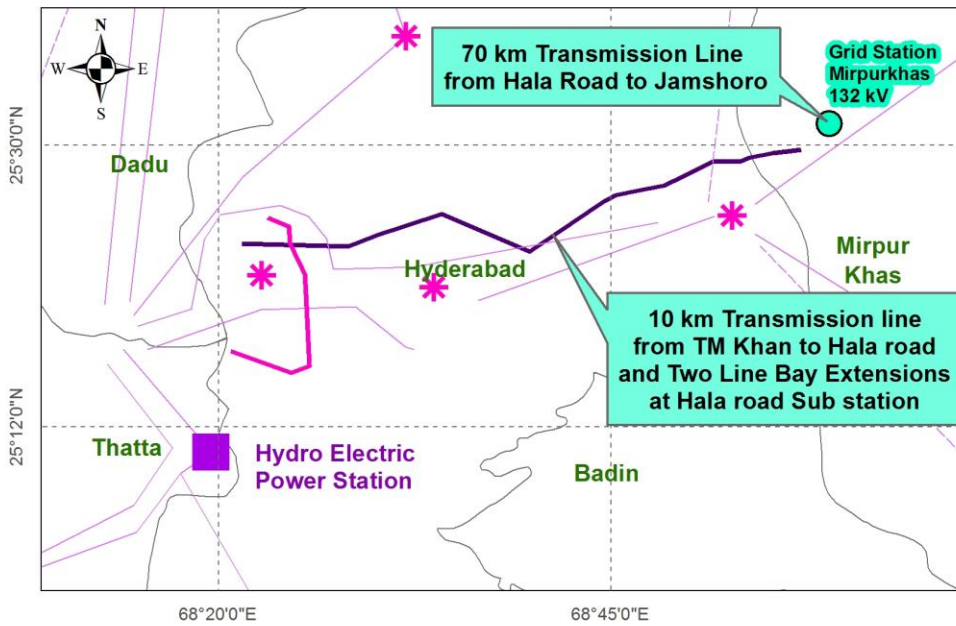 N
W E
S
70 km Transmission Line
from Hala Road to Jamshoro
Grid Station
Mirpurkhas
132 kV
25°30'0"N
Dadu
Hyderabad
Mirpur
Khas
10 km Transmission line
from TM Khan to Hala road
and Two Line Bay Extensions
at Hala road Sub station
25°12'0"N
Thatta
Hydro Electric
Power Station
Badin
68°20'0"E
68°45'0"E